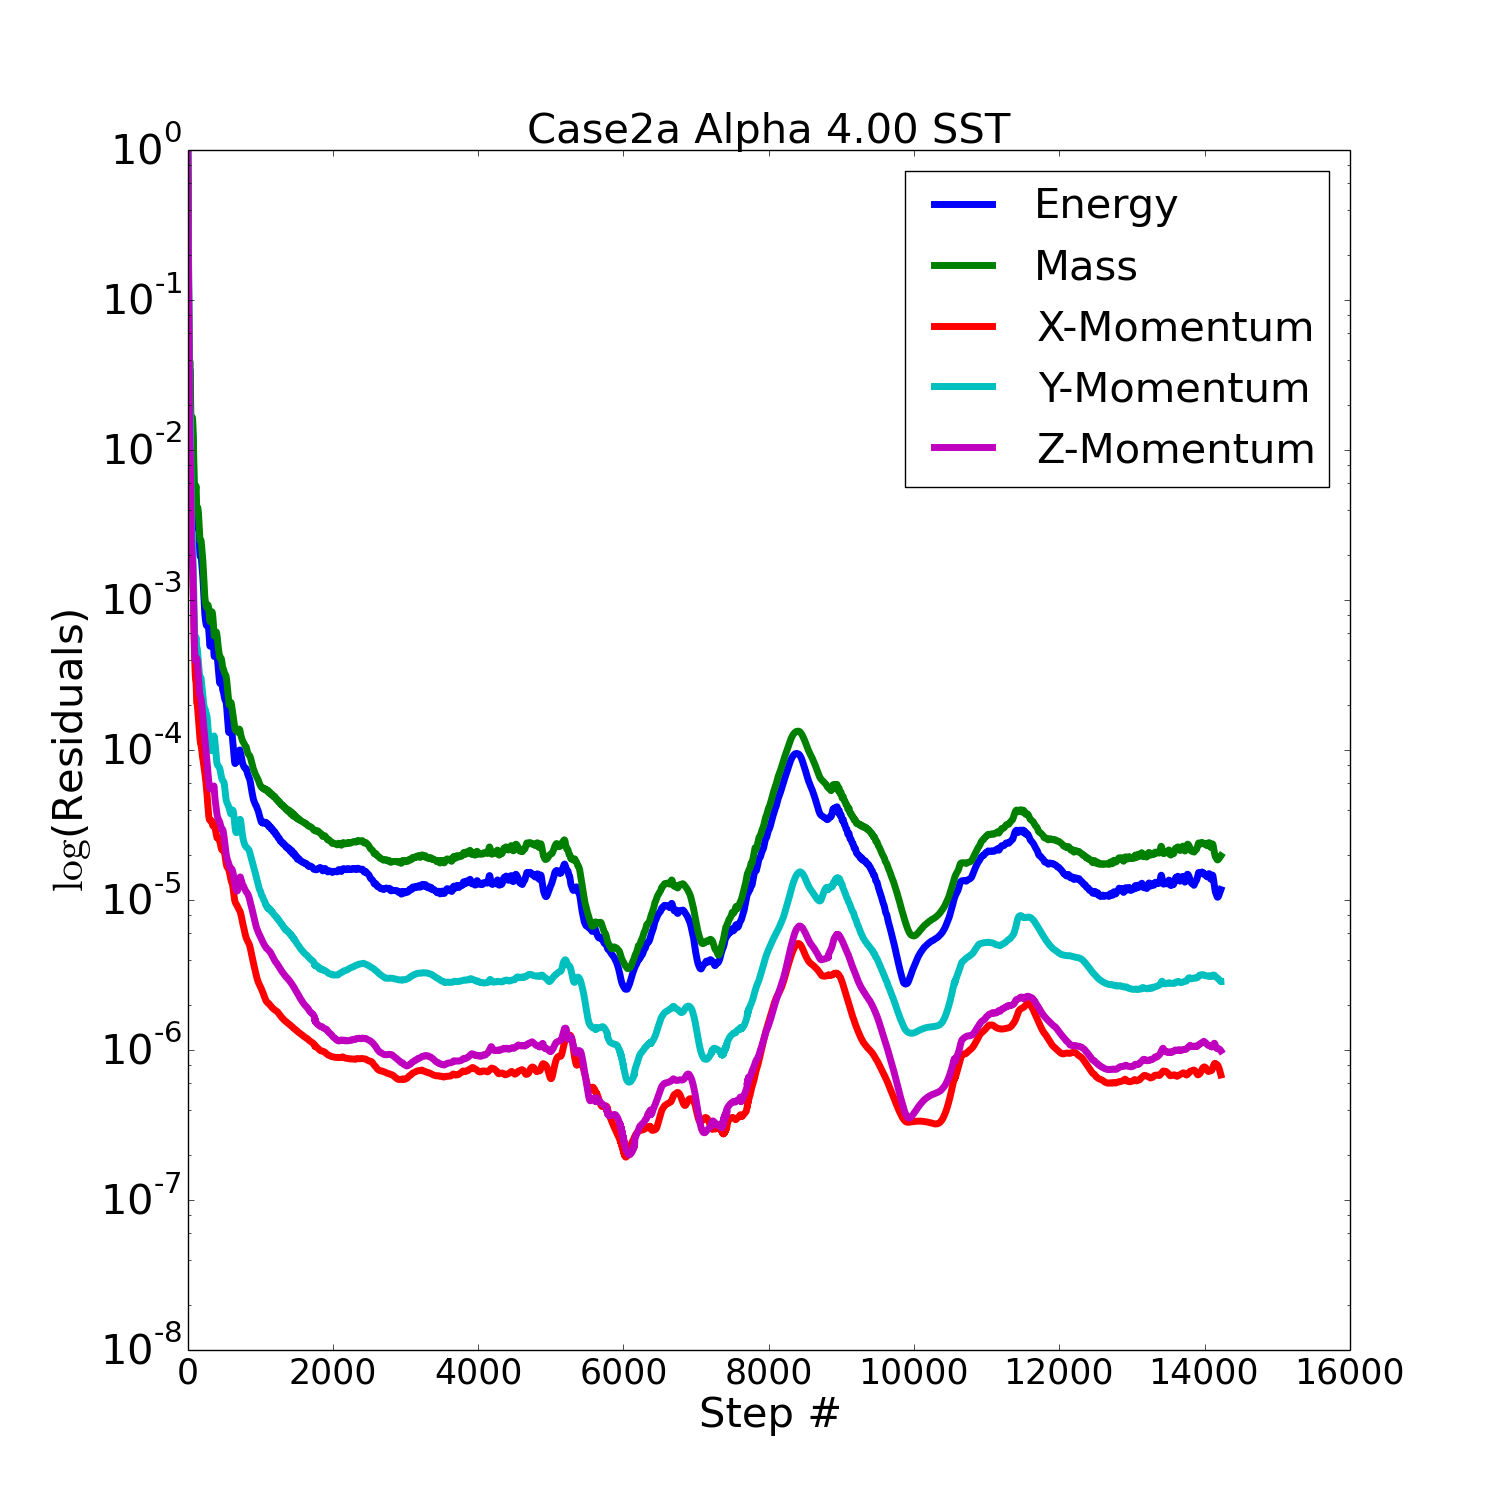 Case2a Alpha 4.00 SST
10^0
10^-1
10^-2
10^-3
10^-4
10^-5
10^-6
10^-7
10^-8
log(Residuals)
Energy
Mass
X-Momentum
Y-Momentum
Z-Momentum
0 2000 4000 6000 8000 10000 12000 14000 16000
Step #